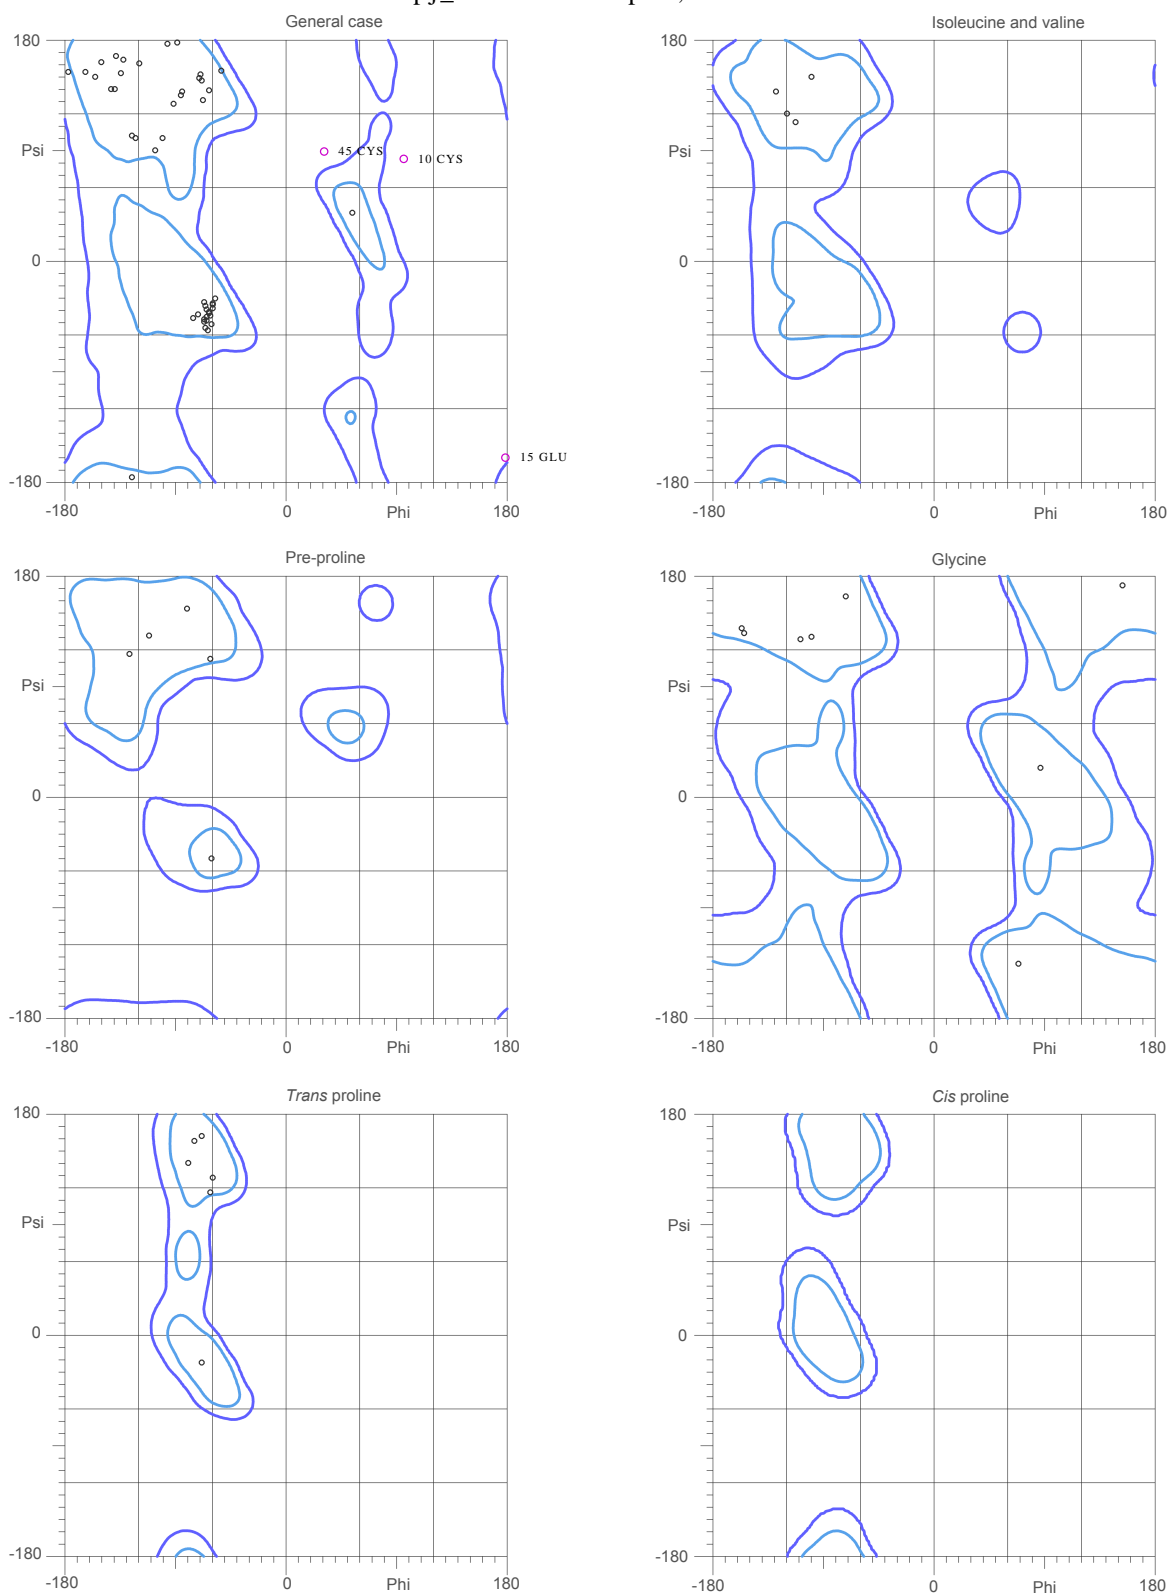 General case
180
Psi
0
-180
-180
0
Phi
180
45 CYS
10 CYS
15 GLU
Isoleucine and valine
180
Psi
0
-180
-180
0
Phi
180
Pre-proline
180
Psi
0
-180
-180
0
Phi
180
Glycine
180
Psi
0
-180
-180
0
Phi
180
Trans proline
180
Psi
0
-180
-180
0
Phi
180
Cis proline
180
Psi
0
-180
-180
0
Phi
180